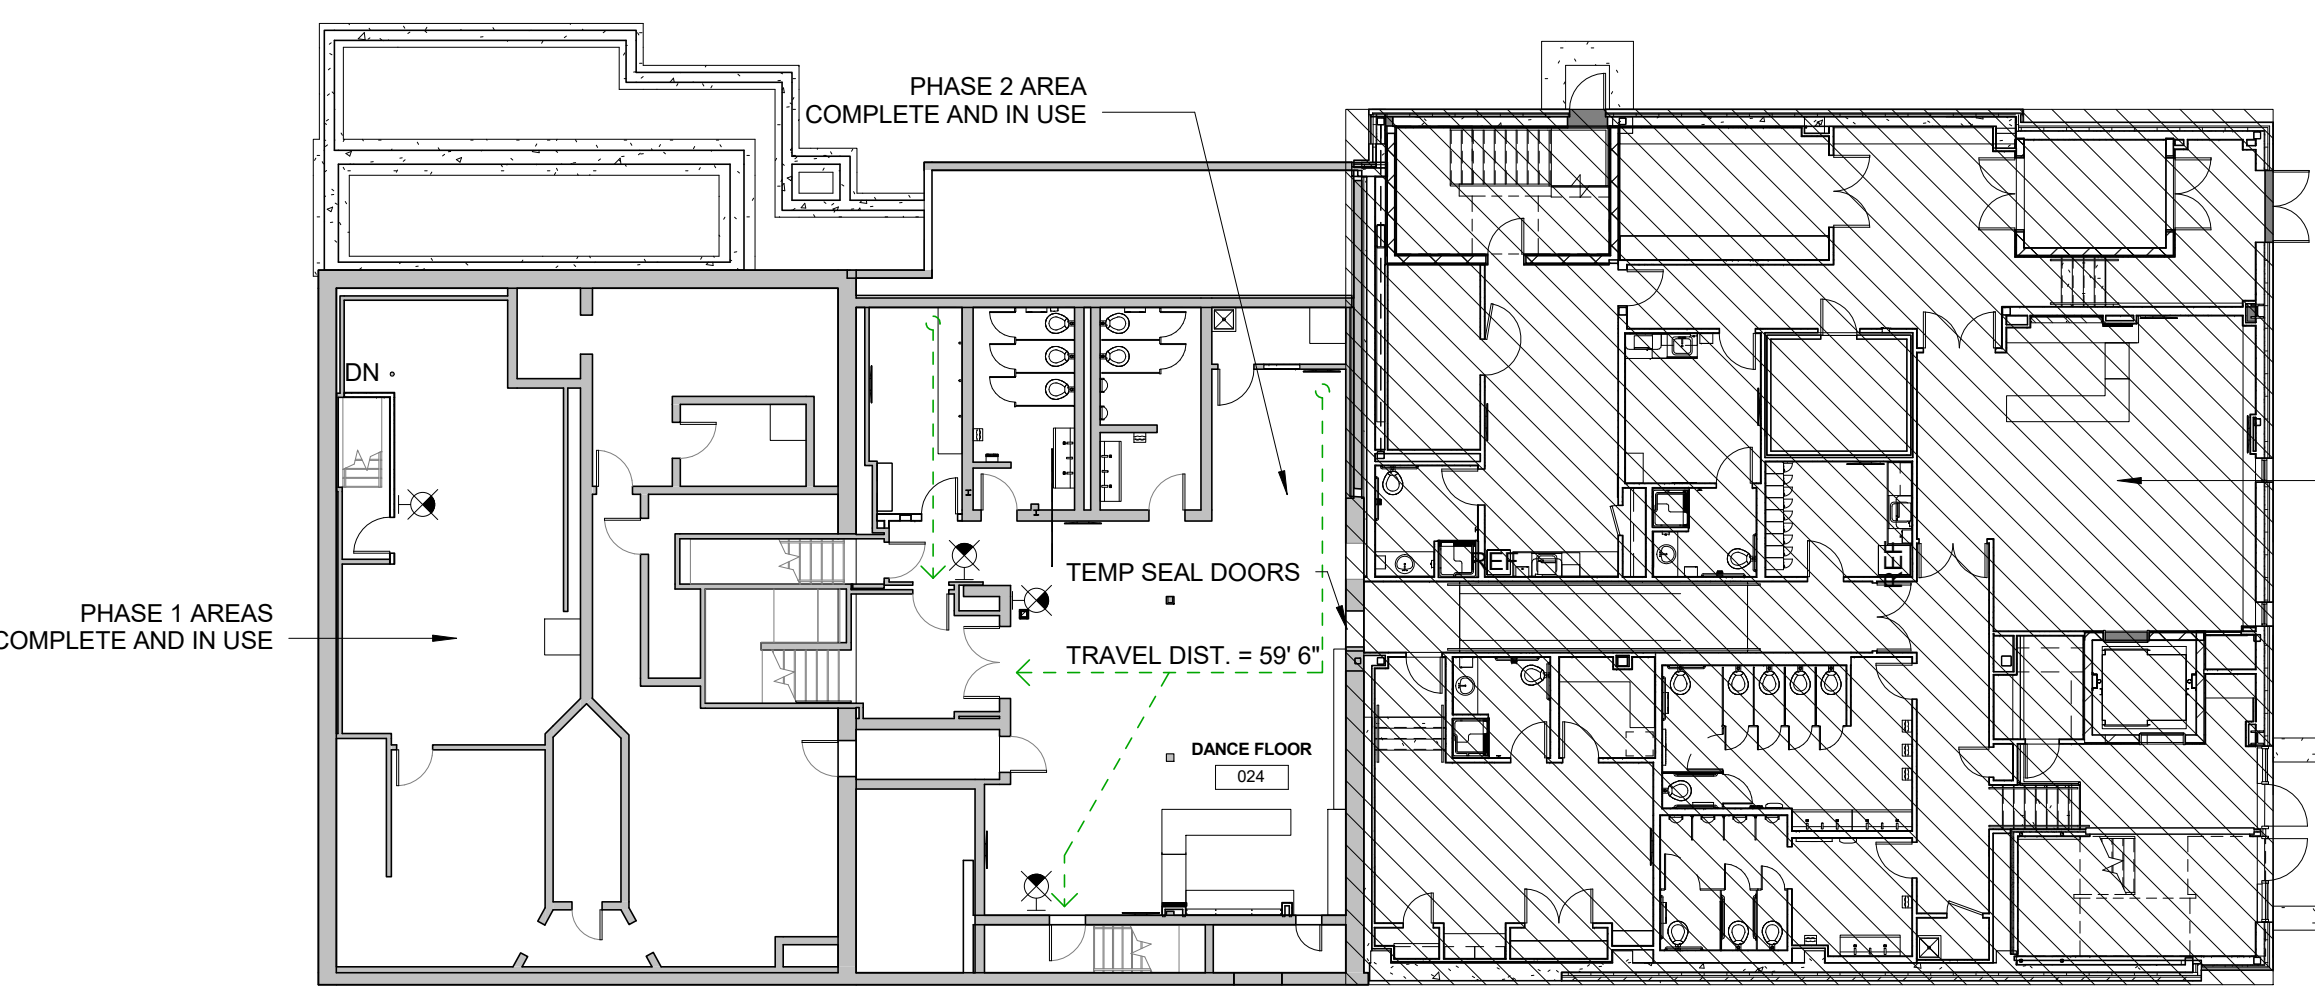 PHASE 2 AREA
COMPLETE AND IN USE
DN
TEMP SEAL DOORS
PHASE 1 AREAS
COMPLETE AND IN USE
TRAVEL DIST. = 59' 6"
DANCE FLOOR
024